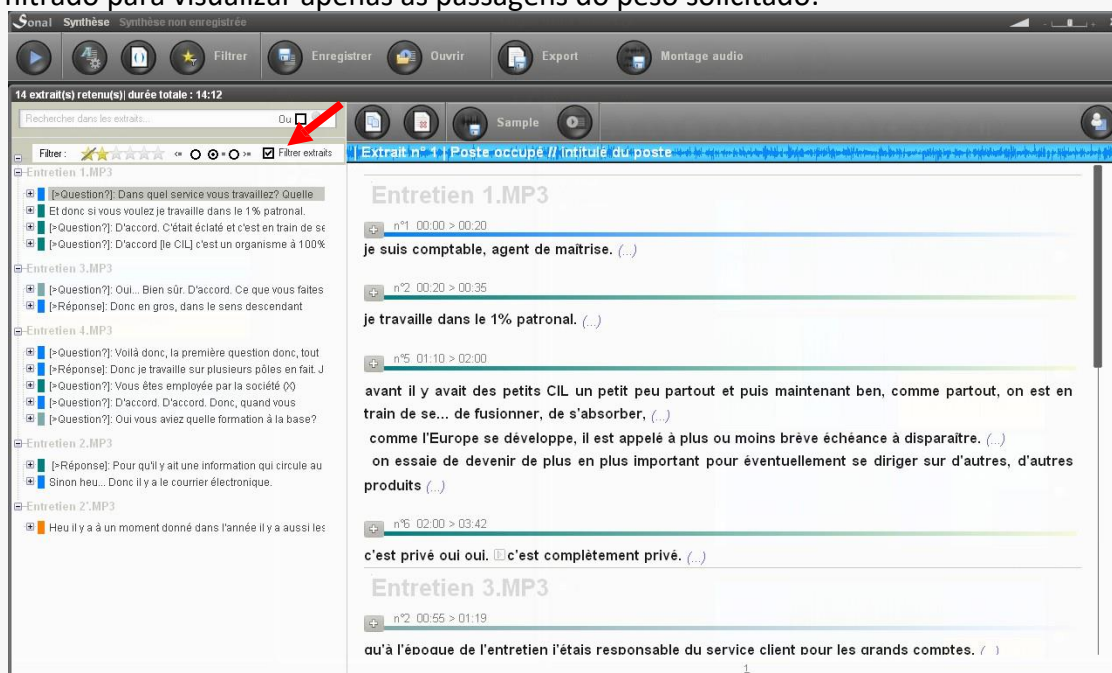 filtrado para visualizar apenas as passagens do peso solicitado.
Sonal Synthèse Synthèse non enregistrée
Filtrer Enregistrer Ouvrir Export Montage audio
14 extrait(s) retenu(s)| durée totale : 14:12
Rechercher dans les extraits... Ou
Sample
Filtrer : <= = >= Filtrer extraits
Extrait n° 1 | Poste occupé // intitulé du poste
Entretien 1.MP3
[>Question?]: Dans quel service vous travaillez? Quelle
Et donc si vous voulez je travaille dans le 1% patronal.
[>Question?]: D'accord. C'était éclaté et c'est en train de se
[>Question?]: D'accord [le CIL] c'est un organisme à 100%
Entretien 3.MP3
[>Question?]: Oui... Bien sûr. D'accord. Ce que vous faites
[>Réponse]: Donc en gros, dans le sens descendant
Entretien 4.MP3
[>Question?]: Voilà donc, la première question donc, tout
[>Réponse]: Donc je travaille sur plusieurs pôles en fait. J
[>Question?]: Vous êtes employée par la société (X)
[>Question?]: D'accord. D'accord. Donc, quand vous
[>Question?]: Oui vous aviez quelle formation à la base?
Entretien 2.MP3
[>Réponse]: Pour qu'il y ait une information qui circule au
Sinon heu... Donc il y a le courrier électronique.
Entretien 2'.MP3
Heu il y a à un moment donné dans l'année il y a aussi les
Entretien 1.MP3
n°1 00:00 > 00:20
je suis comptable, agent de maîtrise. (...)
n°2 00:20 > 00:35
je travaille dans le 1% patronal. (...)
n°5 01:10 > 02:00
avant il y avait des petits CIL un petit peu partout et puis maintenant ben, comme partout, on est en
train de se... de fusionner, de s'absorber, (...)
comme l'Europe se développe, il est appelé à plus ou moins brève échéance à disparaître. (...)
on essaie de devenir de plus en plus important pour éventuellement se diriger sur d'autres, d'autres
produits (...)
n°6 02:00 > 03:42
c'est privé oui oui. c'est complètement privé. (...)
Entretien 3.MP3
n°2 00:55 > 01:19
qu'à l'époque de l'entretien j'étais responsable du service client pour les grands comptes. (...)
1